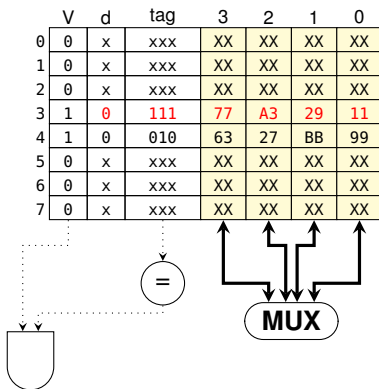 V d tag 3 2 1 0
0 0 x xxx XX XX XX XX
1 0 x xxx XX XX XX XX
2 0 x xxx XX XX XX XX
3 1 0 111 77 A3 29 11
4 1 0 010 63 27 BB 99
5 0 x xxx XX XX XX XX
6 0 x xxx XX XX XX XX
7 0 x xxx XX XX XX XX
=
MUX